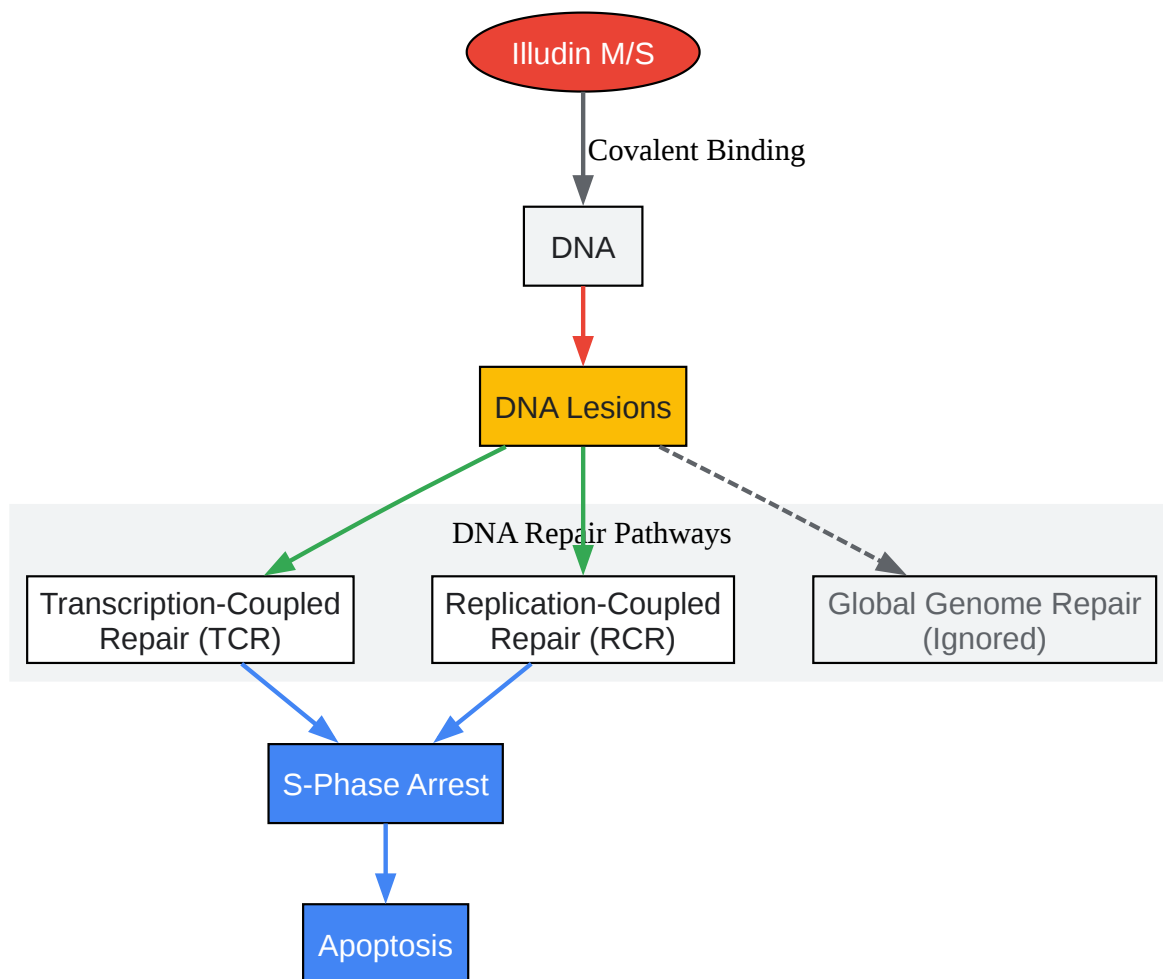 Illudin M/S
Covalent Binding
DNA
DNA Lesions
DNA Repair Pathways
Transcription-Coupled
Repair (TCR)
Replication-Coupled
Repair (RCR)
Global Genome Repair
(Ignored)
S-Phase Arrest
Apoptosis